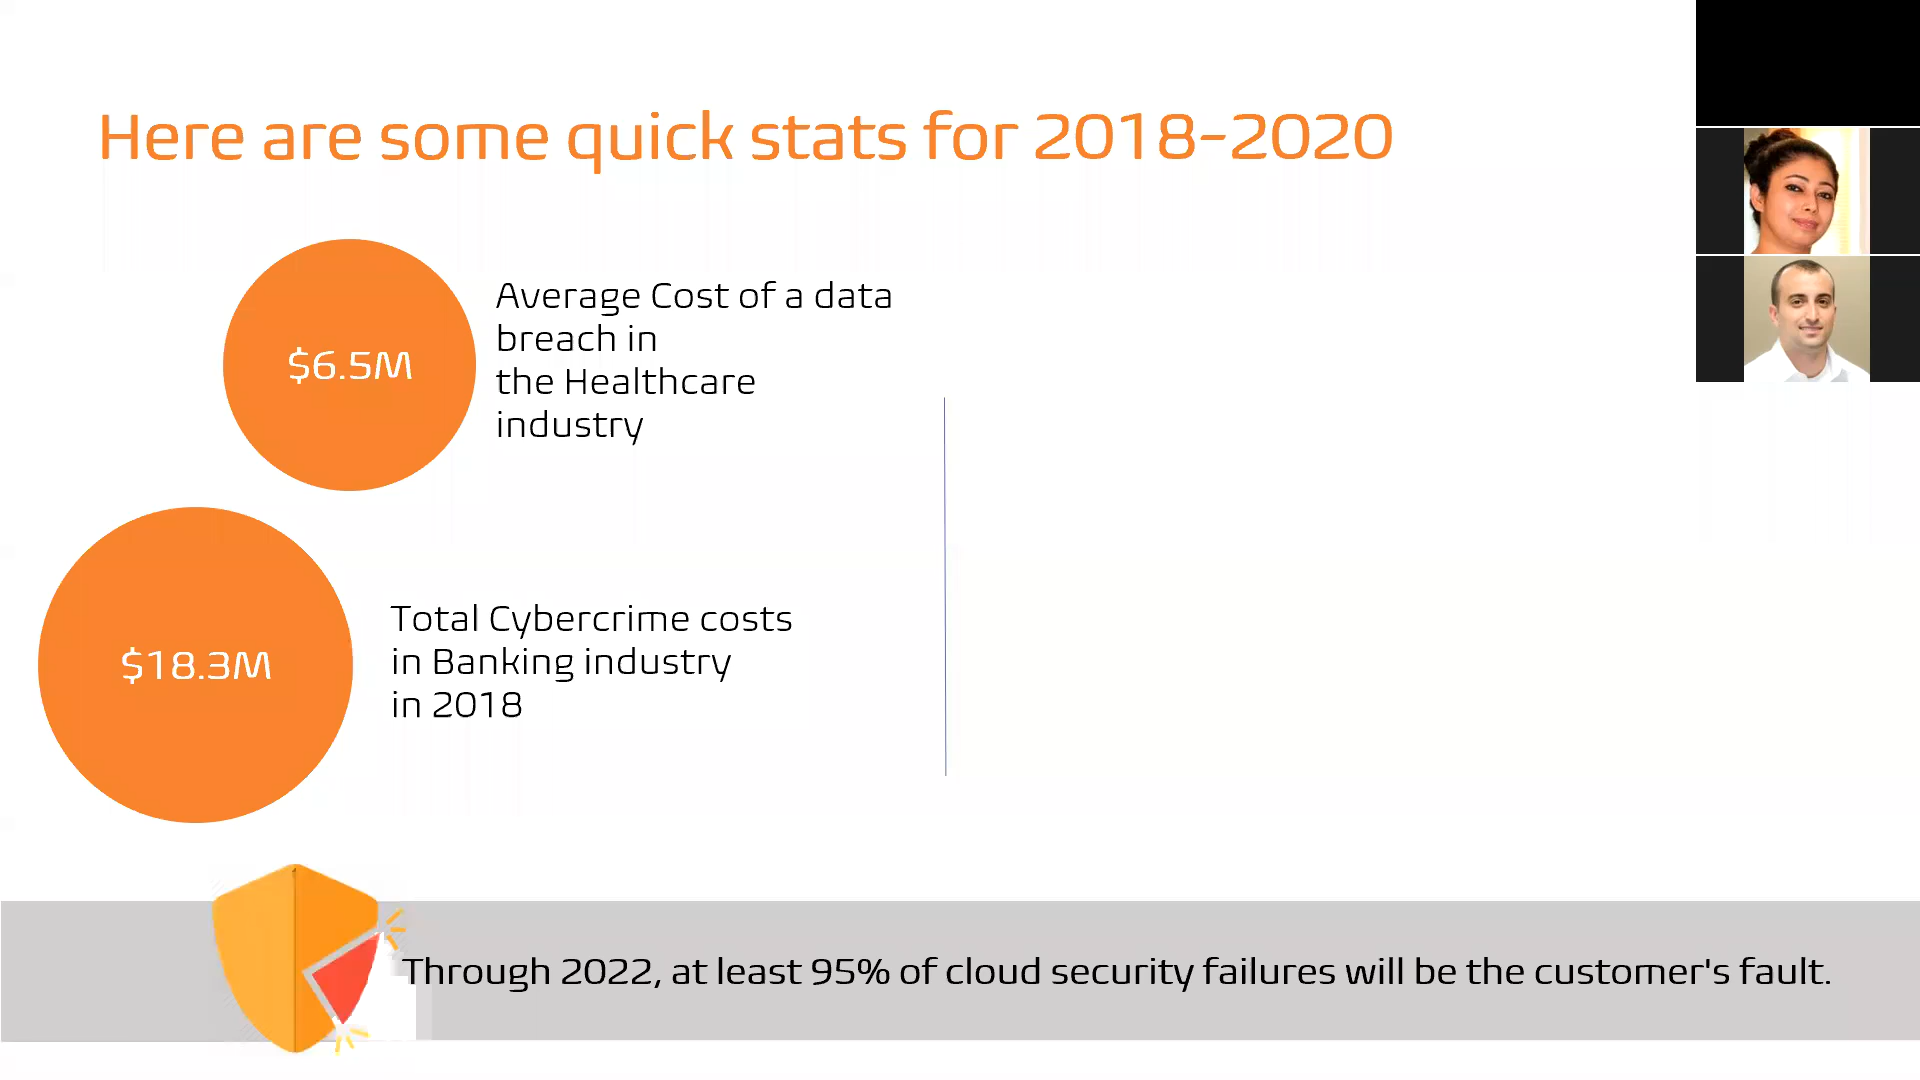 Here are some quick stats for 2018-2020
$6.5M
Average Cost of a data
breach in
the Healthcare
industry
$18.3M
Total Cybercrime costs
in Banking industry
in 2018
Through 2022, at least 95% of cloud security failures will be the customer's fault.